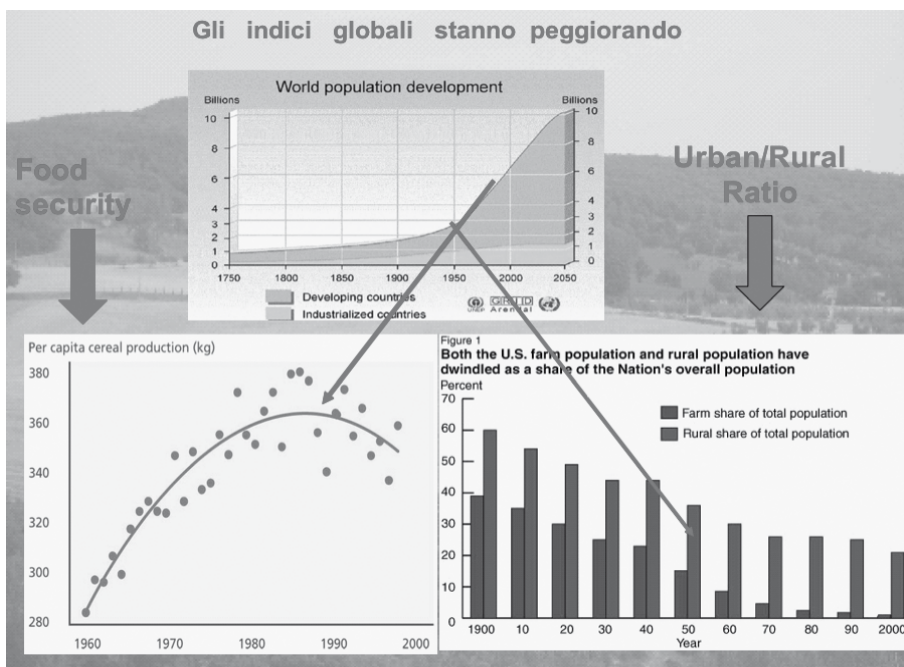 Gli indici globali stanno peggiorando
World population development
Billions
Billions
10
8
6
4
3
2
1
0
10
8
6
4
3
2
1
0
1750
1800
1850
1900
1950
2000
2050
Developing countries
Industrialized countries
UNEP
GRID
Arendal
Food
security
Urban/Rural
Ratio
Per capita cereal production (kg)
380
360
340
320
300
280
1960
1970
1980
1990
2000
Figure 1
Both the U.S. farm population and rural population have
dwindled as a share of the Nation's overall population
Percent
70
60
50
40
30
20
10
0
Farm share of total population
Rural share of total population
1900
10
20
30
40
50
60
70
80
90
2000
Year